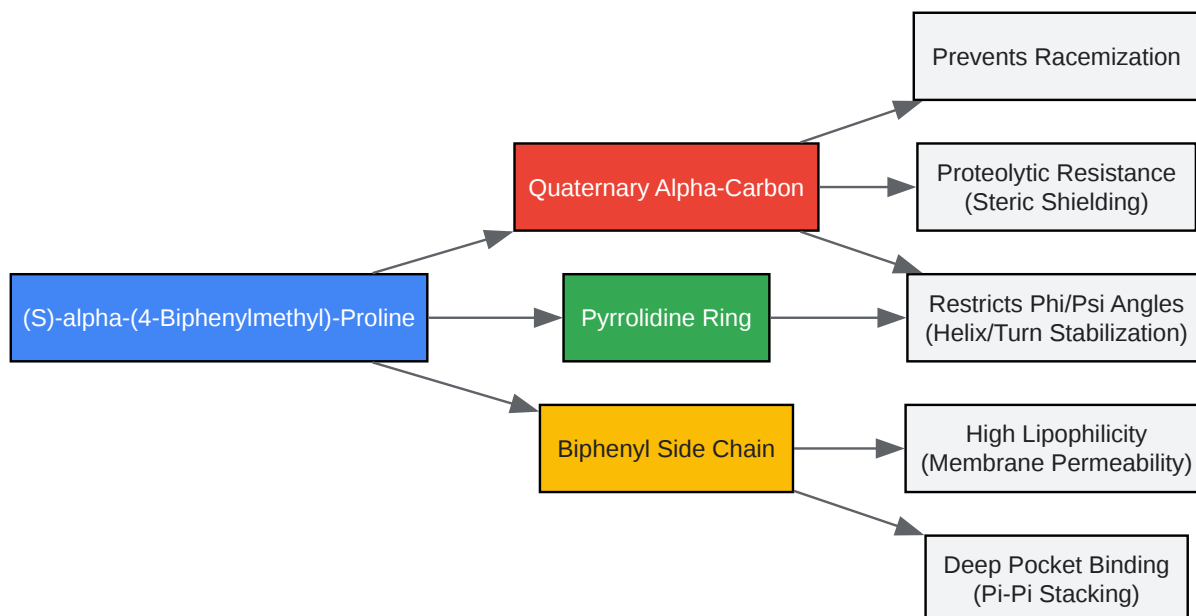 Prevents Racemization
Quaternary Alpha-Carbon
Proteolytic Resistance
(Steric Shielding)
(S)-alpha-(4-Biphenylmethyl)-Proline
Pyrrolidine Ring
Restricts Phi/Psi Angles
(Helix/Turn Stabilization)
Biphenyl Side Chain
High Lipophilicity
(Membrane Permeability)
Deep Pocket Binding
(Pi-Pi Stacking)